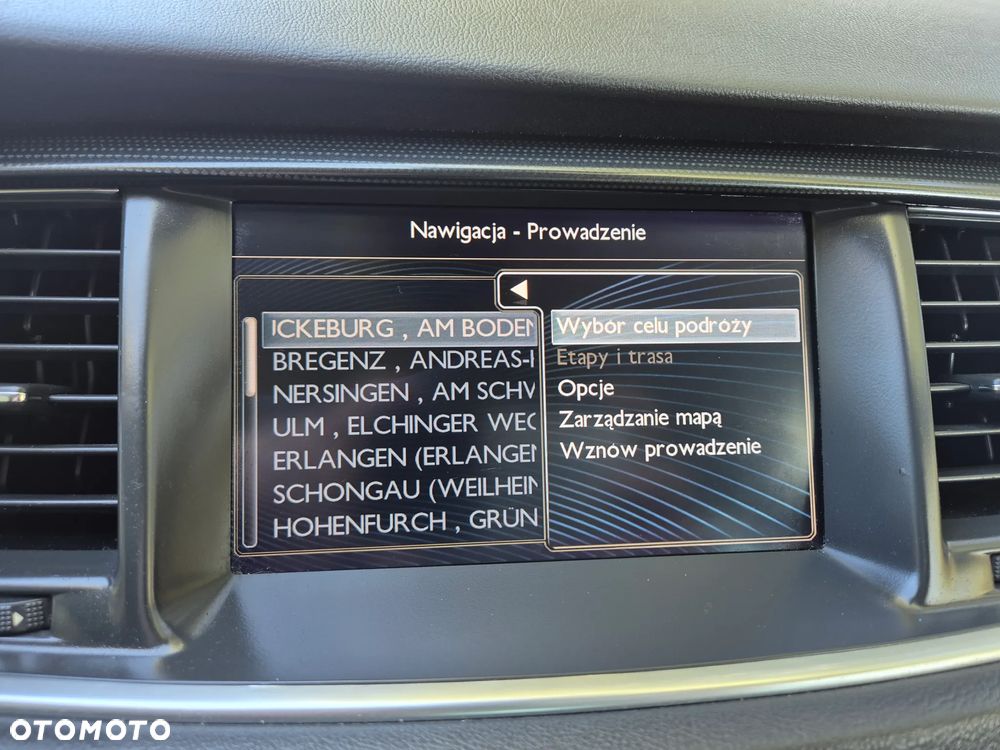 Nawigacja - Prowadzenie
ICKEBURG , AM BODEN
BREGENZ , ANDREAS-H
NERSINGEN , AM SCHW
ULM , ELCHINGER WEG
ERLANGEN (ERLANGEN
SCHONGAU (WEILHEIN
HOHENFURCH , GRÜN
Wybór celu podróży
Etapy i trasa
Opcje
Zarządzanie mapą
Wznów prowadzenie
OTOMOTO